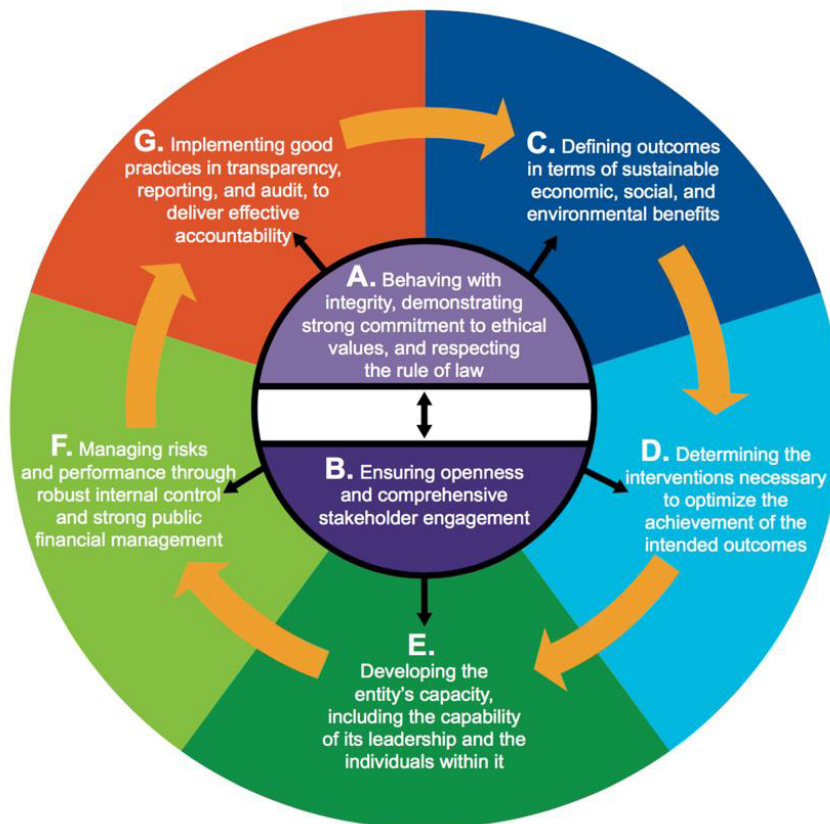 A. Behaving with
integrity, demonstrating
strong commitment to ethical
values, and respecting
the rule of law
B. Ensuring openness
and comprehensive
stakeholder engagement
C. Defining outcomes
in terms of sustainable
economic, social, and
environmental benefits
D. Determining the
interventions necessary
to optimize the
achievement of the
intended outcomes
E.
Developing the
entity's capacity,
including the capability
of its leadership and the
individuals within it
F. Managing risks
and performance through
robust internal control
and strong public
financial management
G. Implementing good
practices in transparency,
reporting, and audit, to
deliver effective
accountability